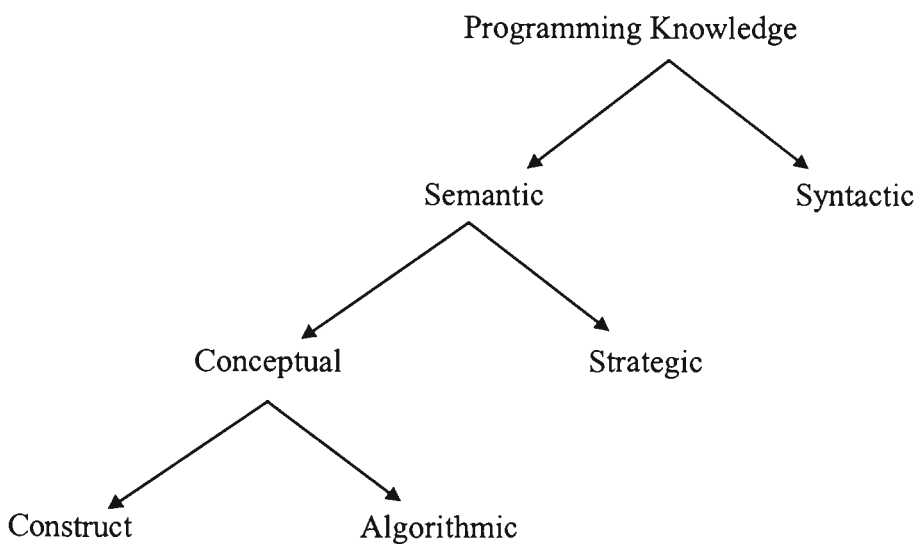 Programming Knowledge
Semantic
Syntactic
Conceptual
Strategic
Construct
Algorithmic